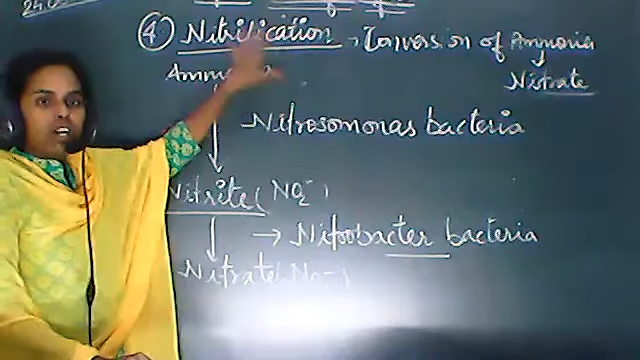 ④ Nitrification → Conversion of Ammonia
↓
Nitrate
Ammonia
↓ Nitrosomonas bacteria
Nitrite (NO2-)
↓ → Nitrobacter bacteria
Nitrate (NO3-)